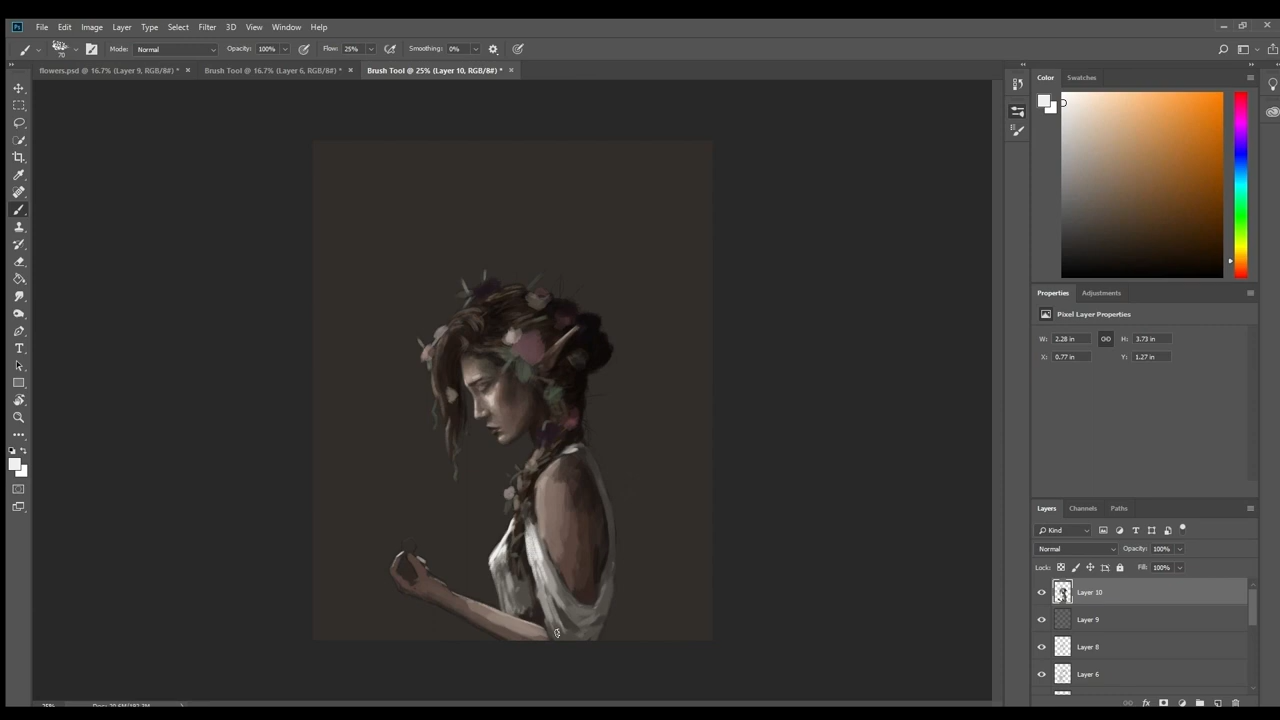 Ps File Edit Image Layer Type Select Filter 3D View Window Help
70 Mode: Normal Opacity: 100% Flow: 25% Smoothing: 0%
flowers.psd @ 16.7% (Layer 9, RGB/8#) * × Brush Tool @ 16.7% (Layer 6, RGB/8#) * × Brush Tool @ 25% (Layer 10, RGB/8#) * ×
Color Swatches
Properties Adjustments
Pixel Layer Properties
W: 2.28 in H: 3.73 in
X: 0.77 in Y: 1.27 in
Layers Channels Paths
Kind
Normal Opacity: 100%
Lock: Fill: 100%
Layer 10
Layer 9
Layer 8
Layer 6